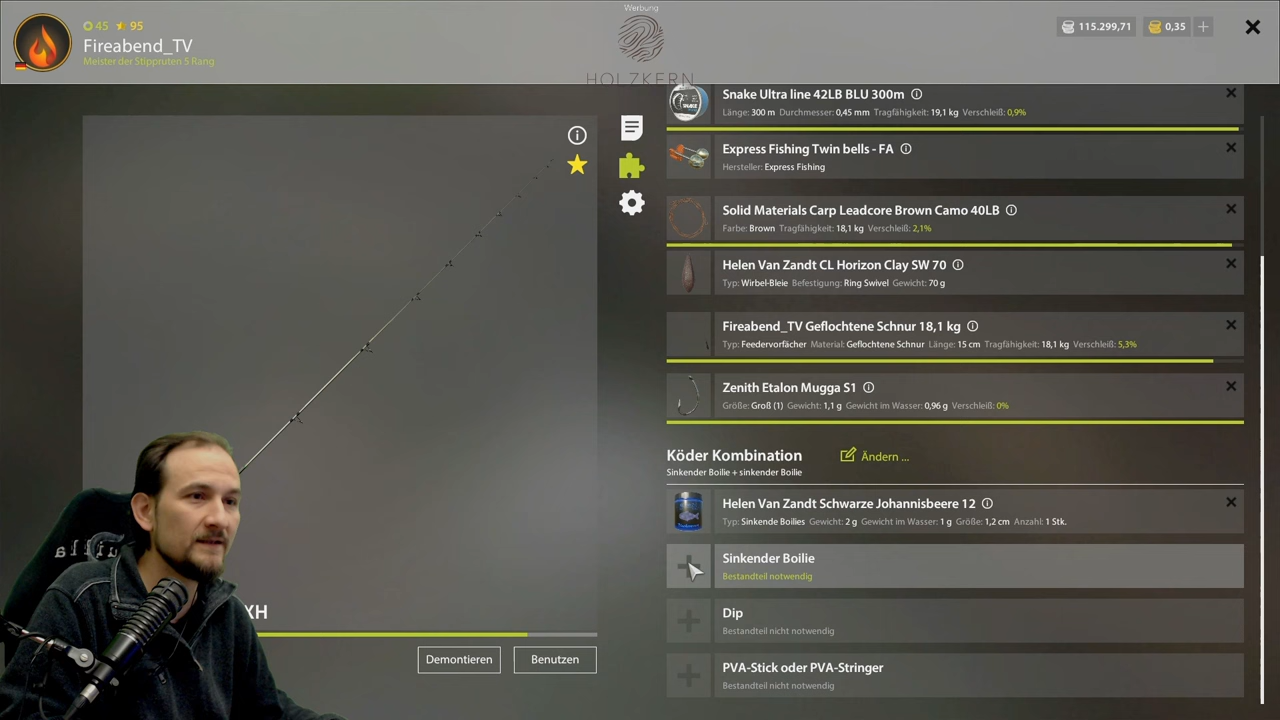 Werbung
45 95
Fireabend_TV
Meister der Stippruten 5 Rang
HOLZKERN
115.299,71
0,35
Snake Ultra line 42LB BLU 300m
Länge: 300 m Durchmesser: 0,45 mm Tragfähigkeit: 19,1 kg Verschleiß: 0,9%
Express Fishing Twin bells - FA
Hersteller: Express Fishing
Solid Materials Carp Leadcore Brown Camo 40LB
Farbe: Brown Tragfähigkeit: 18,1 kg Verschleiß: 2,1%
Helen Van Zandt CL Horizon Clay SW 70
Typ: Wirbel-Bleie Befestigung: Ring Swivel Gewicht: 70 g
Fireabend_TV Geflochtene Schnur 18,1 kg
Typ: Feedervorfächer Material: Geflochtene Schnur Länge: 15 cm Tragfähigkeit: 18,1 kg Verschleiß: 5,3%
Zenith Etalon Mugga S1
Größe: Groß (1) Gewicht: 1,1 g Gewicht im Wasser: 0,96 g Verschleiß: 0%
Köder Kombination
Ändern ...
Sinkender Boilie + sinkender Boilie
Helen Van Zandt Schwarze Johannisbeere 12
Typ: Sinkende Boilies Gewicht: 2 g Gewicht im Wasser: 1 g Größe: 1,2 cm Anzahl: 1 Stk.
Sinkender Boilie
Bestandteil notwendig
Dip
Bestandteil nicht notwendig
PVA-Stick oder PVA-Stringer
Bestandteil nicht notwendig
XH
Demontieren
Benutzen